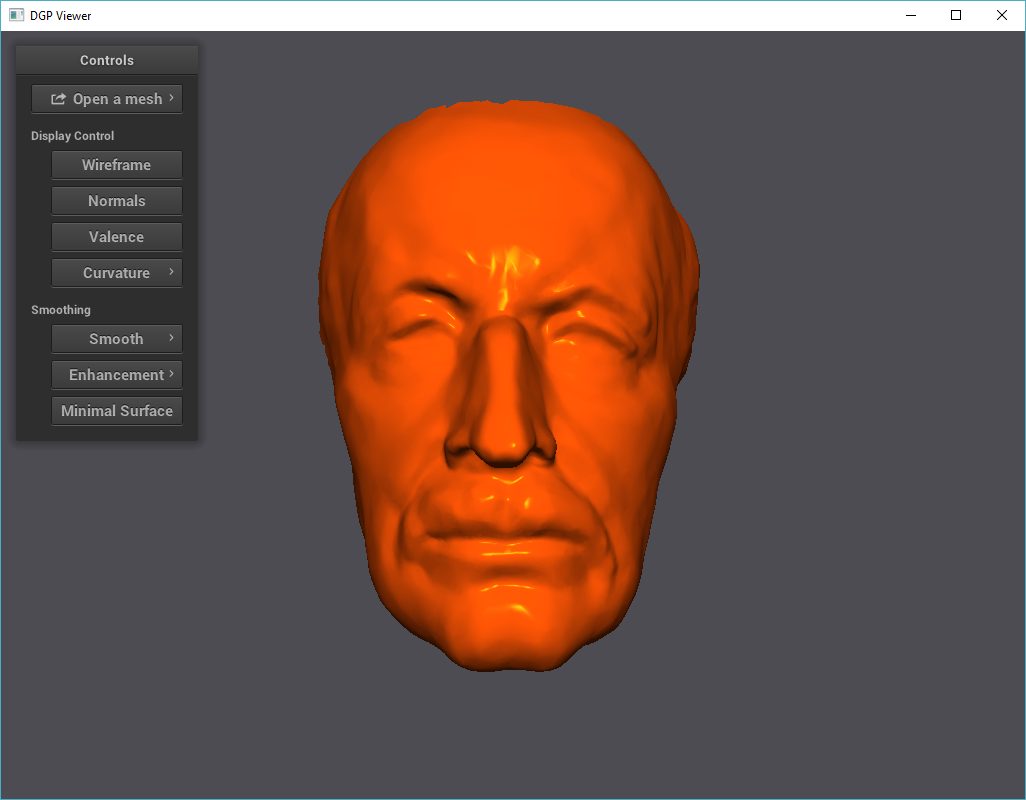 DGP Viewer
Controls
Open a mesh
Display Control
Wireframe
Normals
Valence
Curvature
Smoothing
Smooth
Enhancement
Minimal Surface